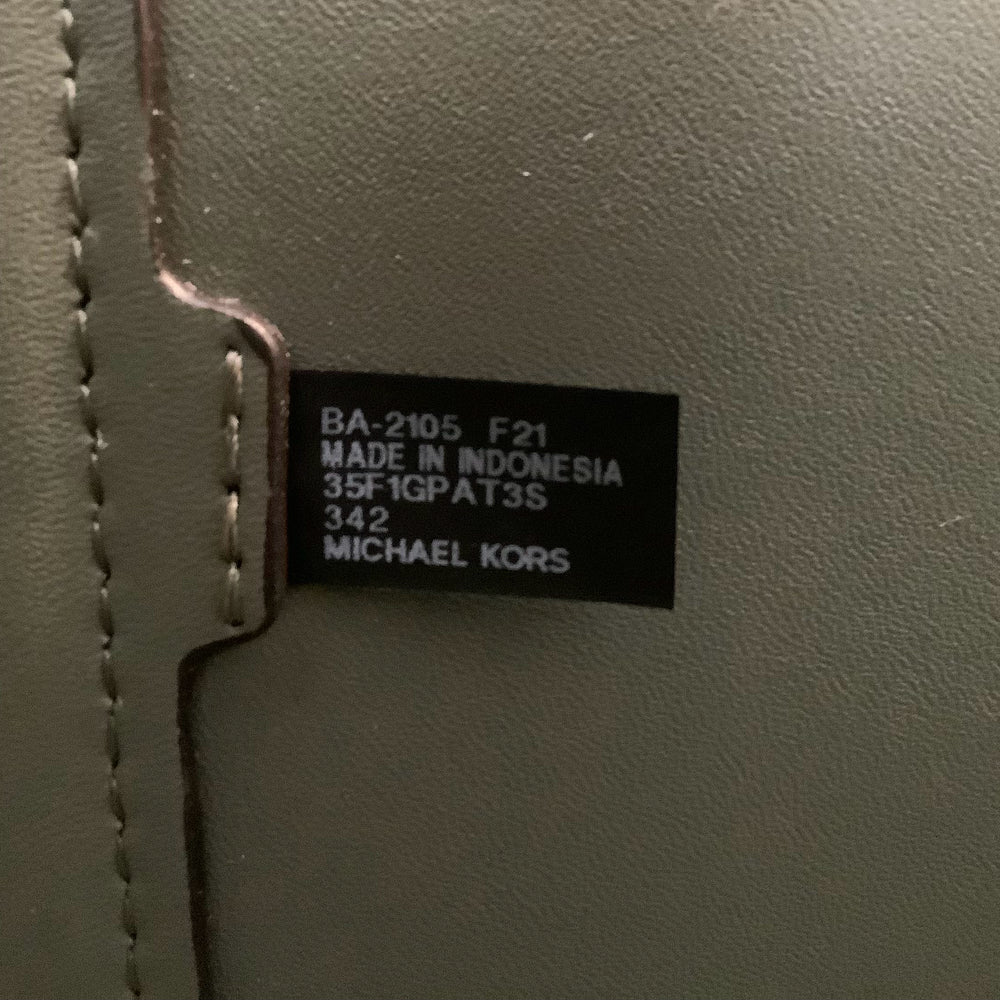 BA-2105 F21
MADE IN INDONESIA
35F1GPAT3S
342
MICHAEL KORS